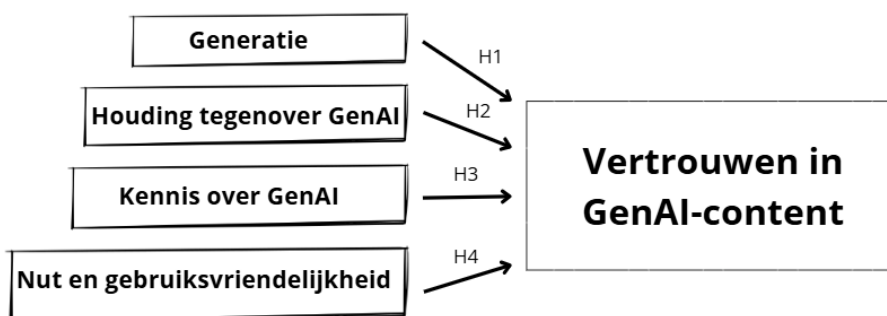 Generatie
H1
Houding tegenover GenAI
H2
Kennis over GenAI
H3
Nut en gebruiksvriendelijkheid
H4
Vertrouwen in
GenAI-content